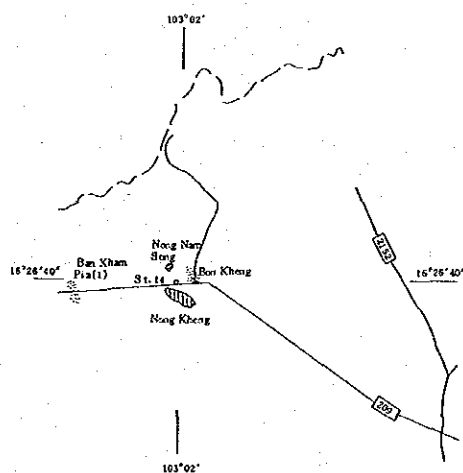 103°02'
2152
Nong Nam
Song
Ban Kham
Pia(1)
Ban Kheng
16°26'40"
16°26'40"
St. 14
Nong Kheng
209
103°02'